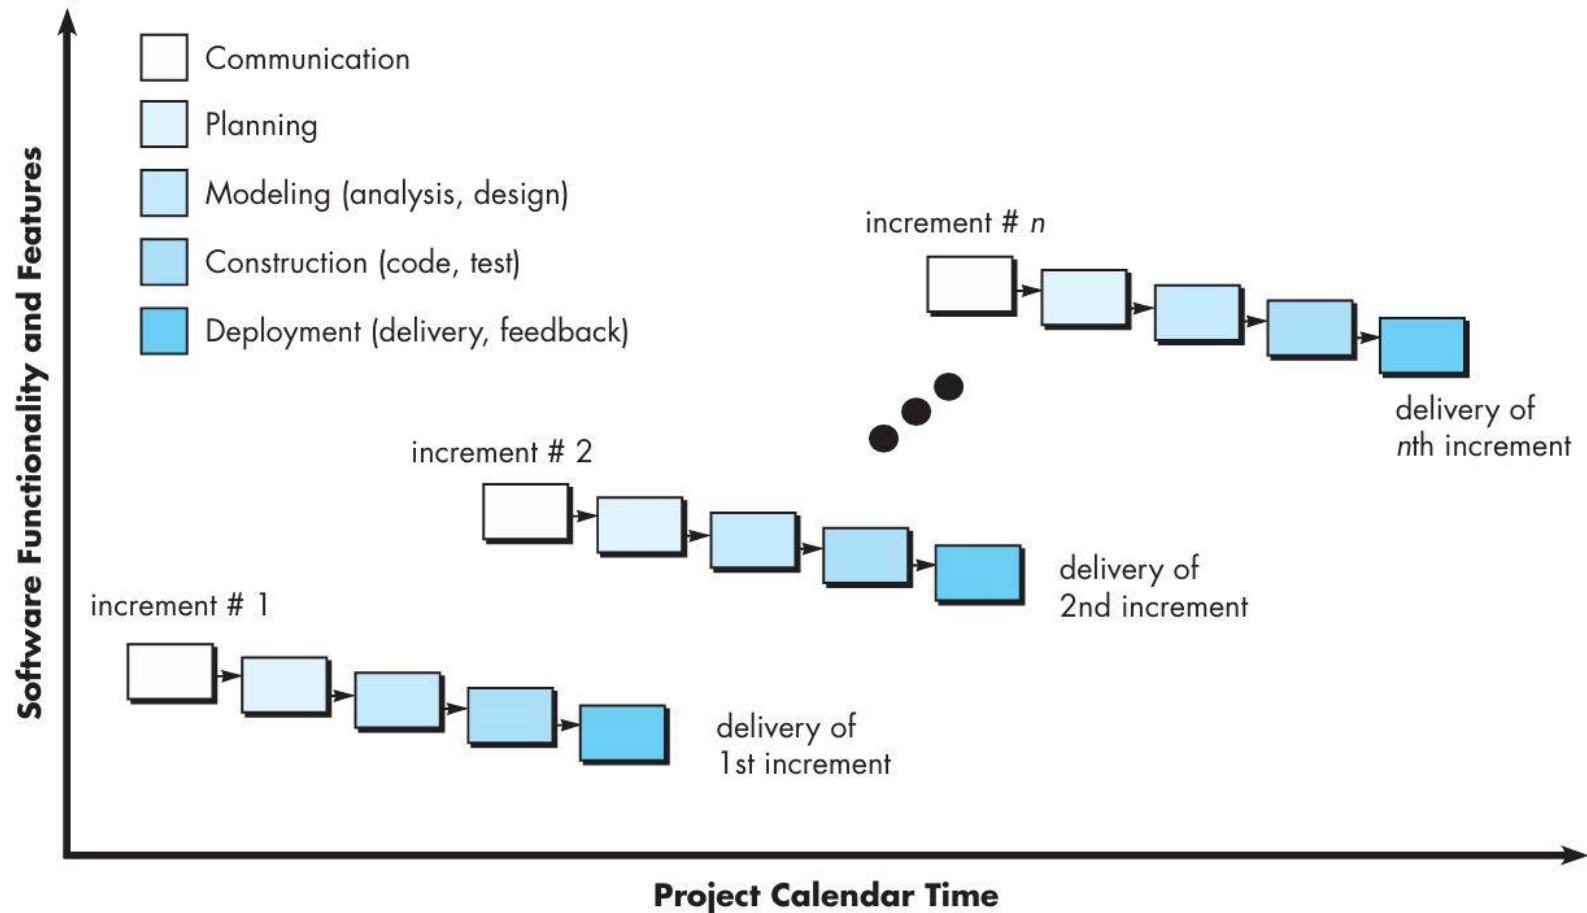 Communication
Planning
Modeling (analysis, design)
Construction (code, test)
Deployment (delivery, feedback)
increment # n
delivery of
nth increment
increment # 2
delivery of
2nd increment
increment # 1
delivery of
1st increment
Software Functionality and Features
Project Calendar Time